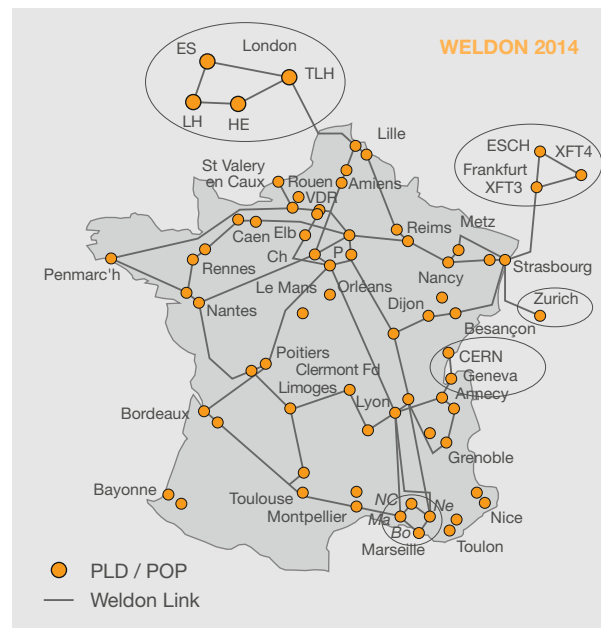 WELDON 2014
ES
London
TLH
LH
HE
Lille
ESCH
XFT4
Frankfurt
XFT3
St Valery
en Caux
Rouen
VDR
Amiens
Caen
Elb
Reims
Metz
Ch
P
Penmarc'h
Rennes
Nancy
Strasbourg
Le Mans
Orleans
Dijon
Zurich
Nantes
Besançon
Poitiers
CERN
Clermont Fd
Geneva
Limoges
Annecy
Lyon
Bordeaux
Grenoble
Bayonne
Toulouse
NC
Ne
Montpellier
Ma
Nice
Bo
Marseille
Toulon
PLD / POP
Weldon Link